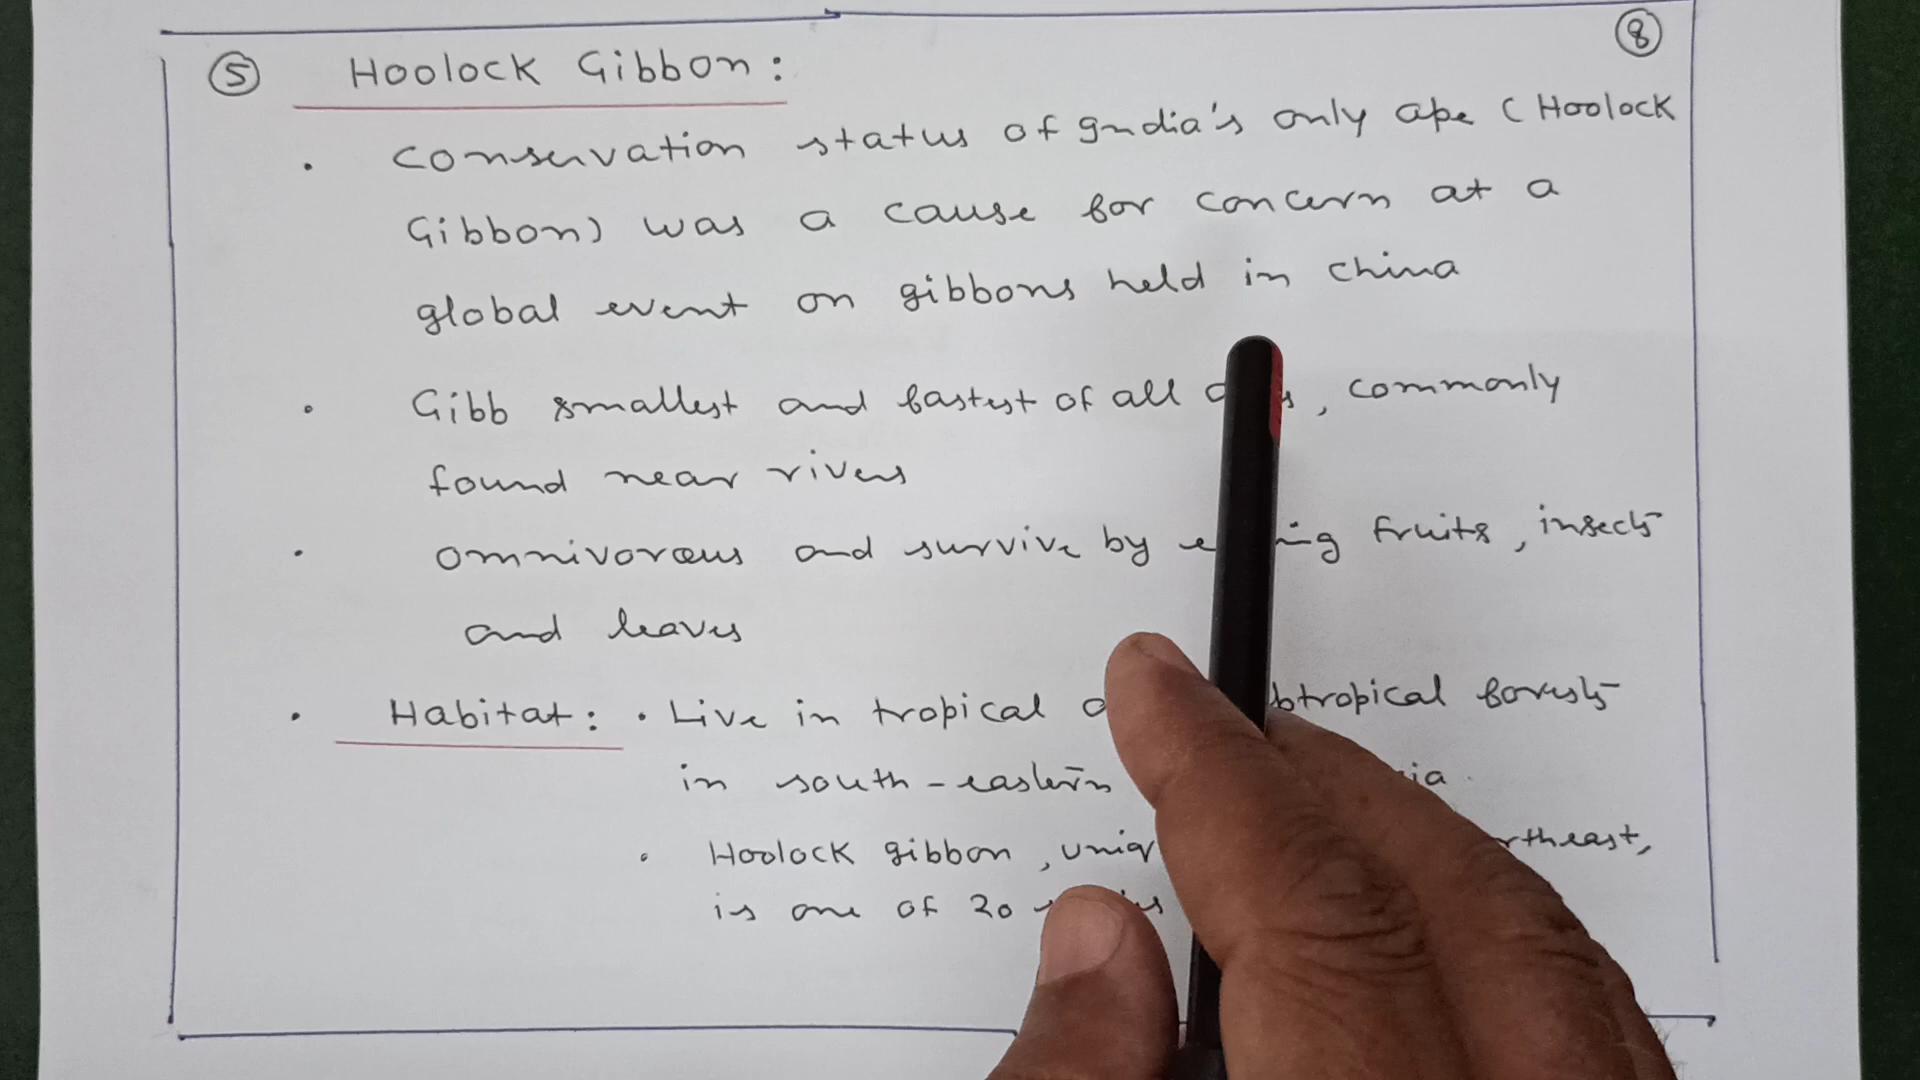 ⑤ Hoolock Gibbon: ⑧
. Conservation status of India's only ape (Hoolock
Gibbon) was a cause for concern at a
global event on gibbons held in china
. Gibb smallest and fastest of all , commonly
found near rivers
. omnivorous and survive by fruits, insects
and leaves
. Habitat: . Live in tropical forests
in south-eastern
. Hoolock gibbon,
is one of 20